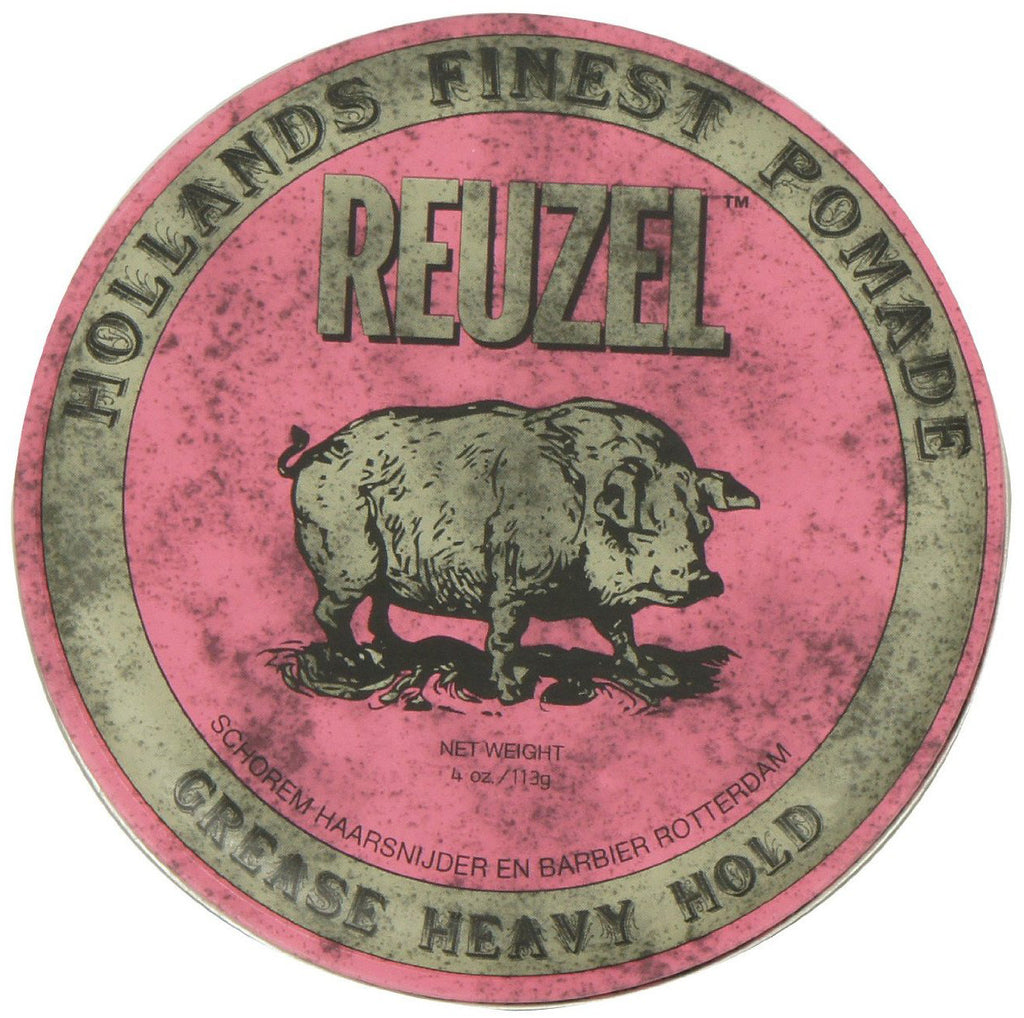 HOLLANDS FINEST POMADE
REUZEL™
NET WEIGHT
4 oz./113g
SCHOREM HAARSNIJDER EN BARBIER ROTTERDAM
GREASE HEAVY HOLD